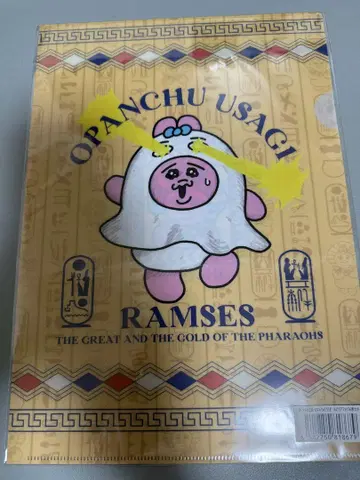 OPANCHU USAGI
RAMSES
THE GREAT AND THE GOLD OF THE PHARAOHS